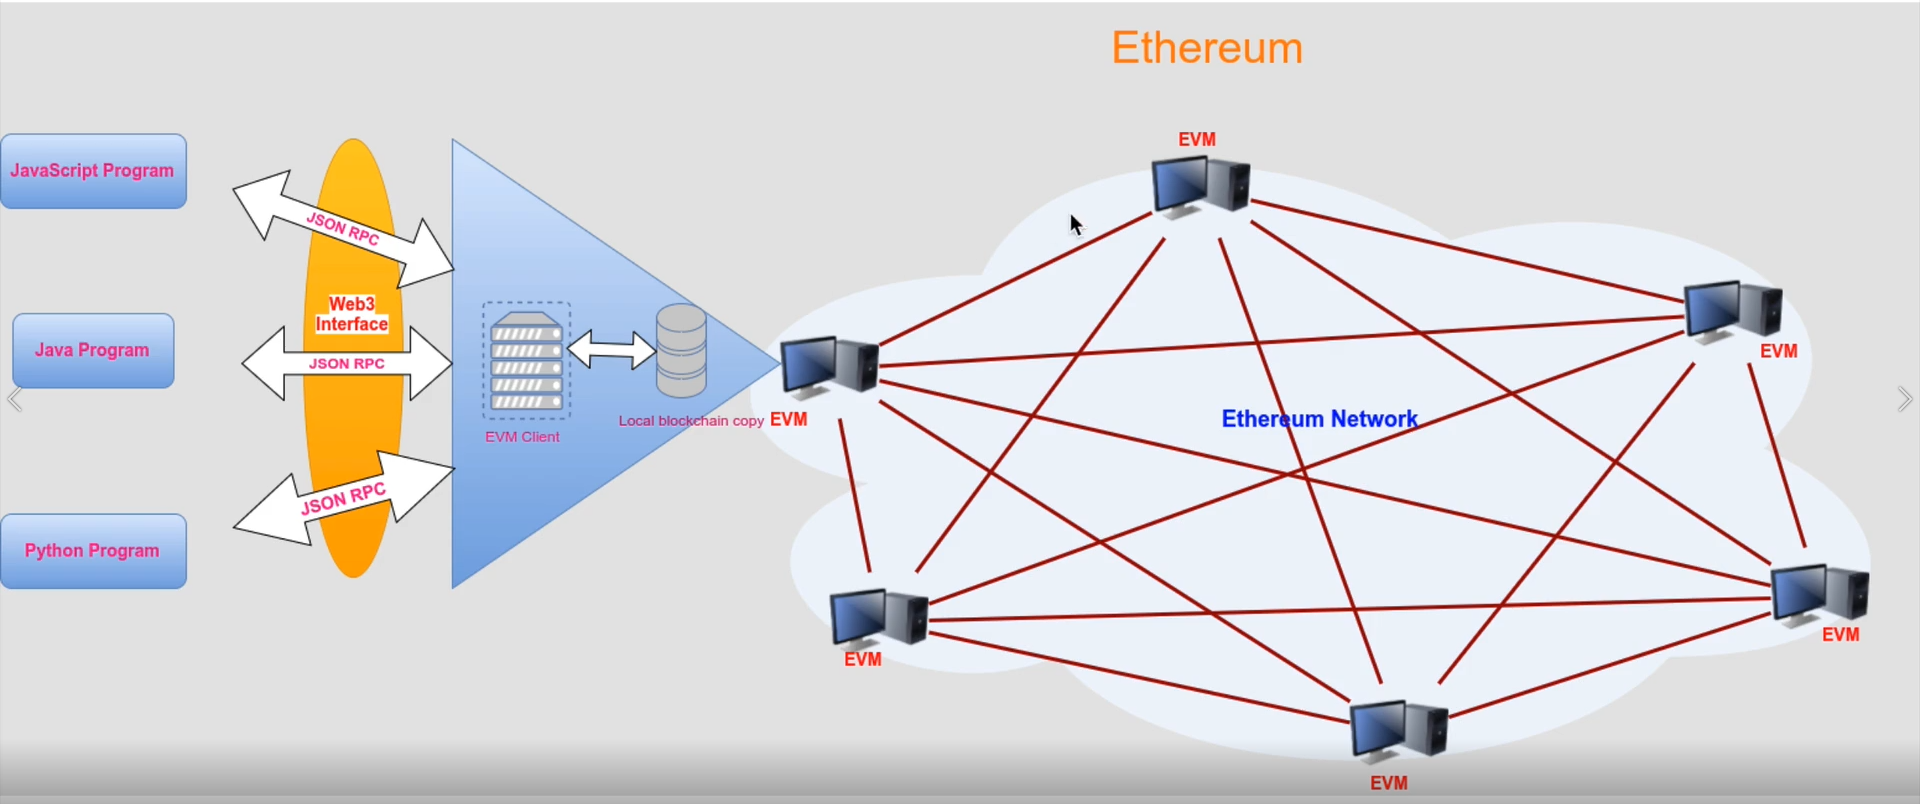 Ethereum
EVM
JavaScript Program
JSON RPC
Web3
Interface
Java Program
JSON RPC
EVM
Local blockchain copy
EVM
EVM Client
Ethereum Network
JSON RPC
Python Program
EVM
EVM
EVM